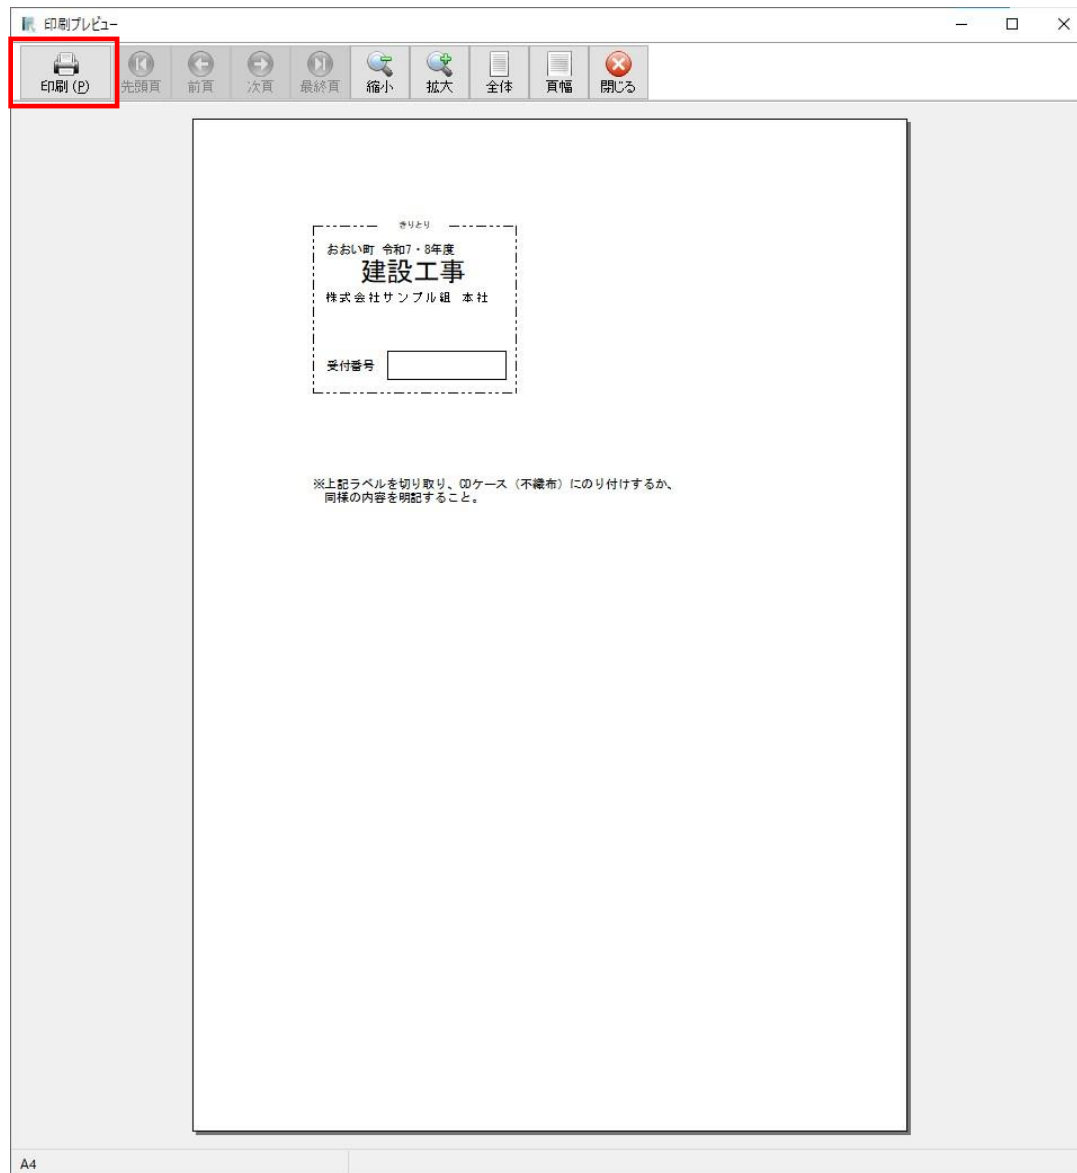 印刷プレビュー
印刷(P) 先頭頁 前頁 次頁 最終頁 縮小 拡大 全体 頁幅 閉じる
きりとり
おおい町 令和7・8年度
建設工事
株式会社サンプル組 本社
受付番号
※上記ラベルを切り取り、CDケース（不織布）にのり付けするか、
同様の内容を明記すること。
A4